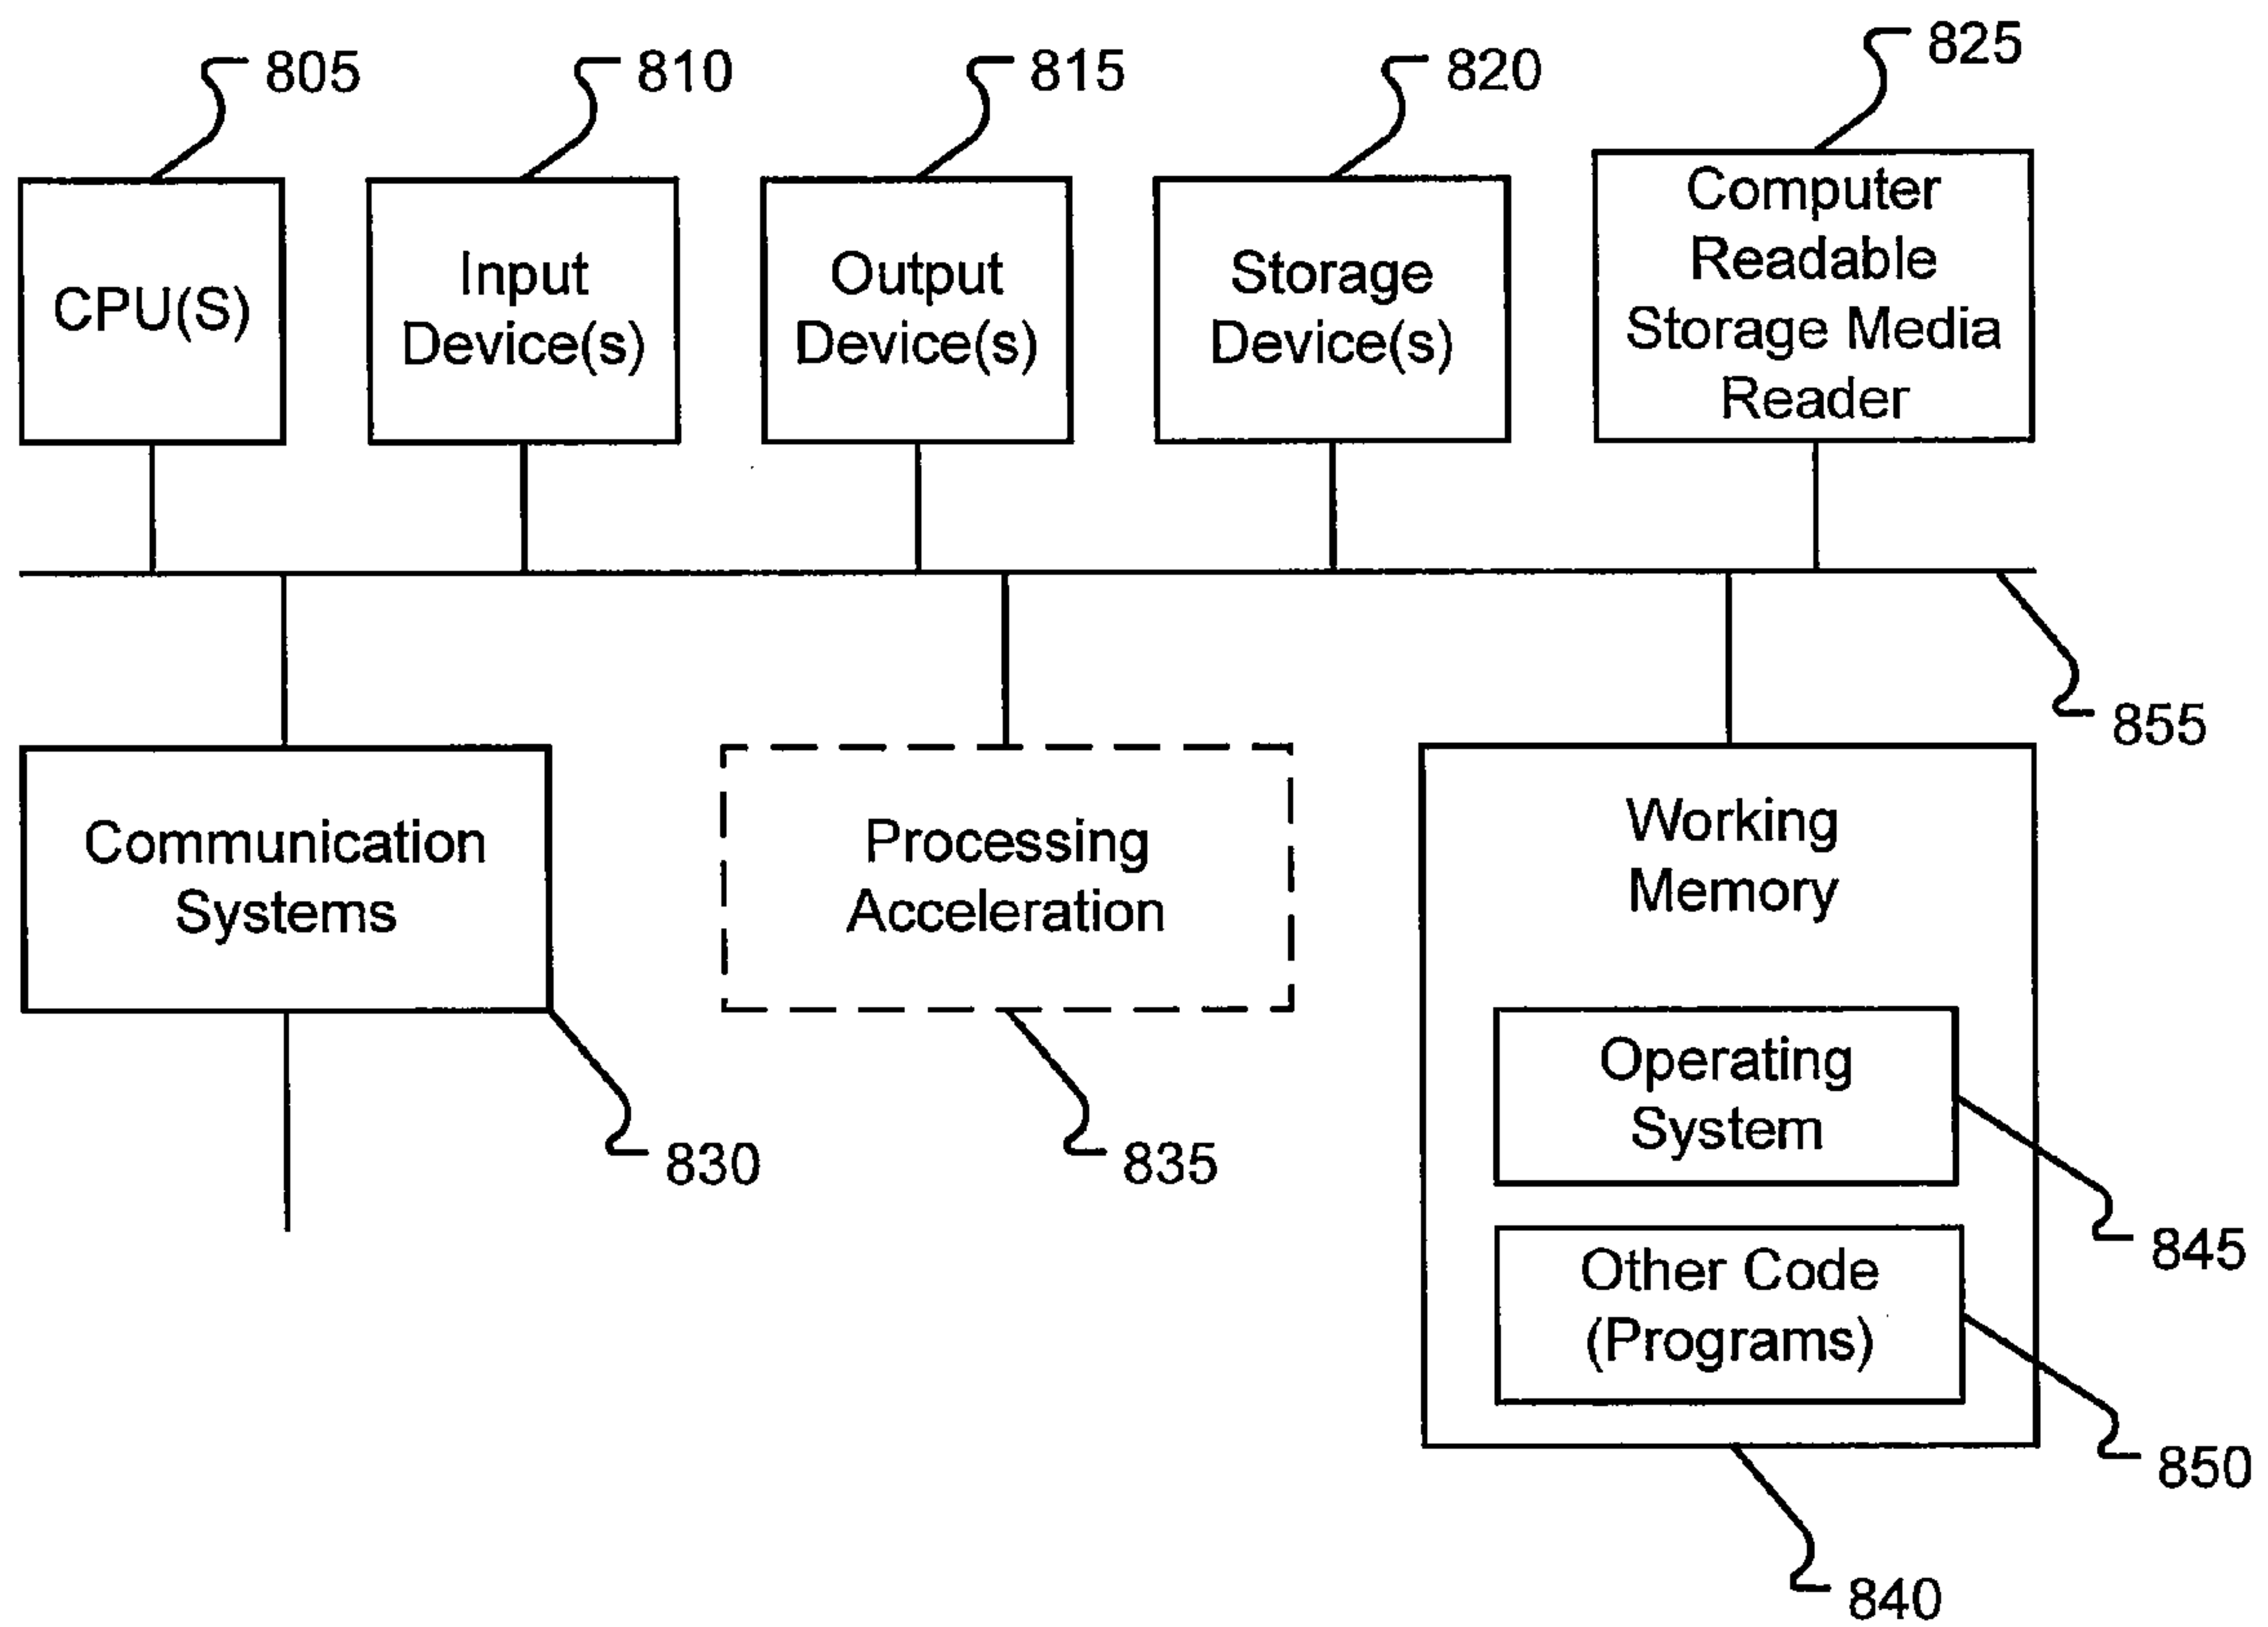 805
810
815
820
825
CPU(S)
Input
Device(s)
Output
Device(s)
Storage
Device(s)
Computer
Readable
Storage Media
Reader
855
Communication
Systems
830
Processing
Acceleration
835
Working
Memory
Operating
System
845
Other Code
(Programs)
850
840